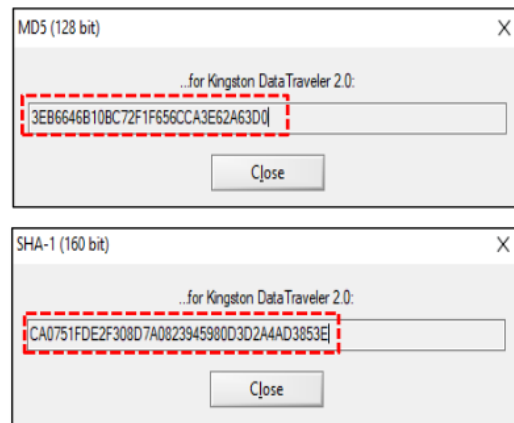 MD5 (128 bit)
X
...for Kingston DataTraveler 2.0:
3EB6646B10BC72F1F656CCA3E62A63D0
Close
SHA-1 (160 bit)
X
...for Kingston DataTraveler 2.0:
CA0751FDE2F308D7A0823945980D3D2A4AD3853E
Close